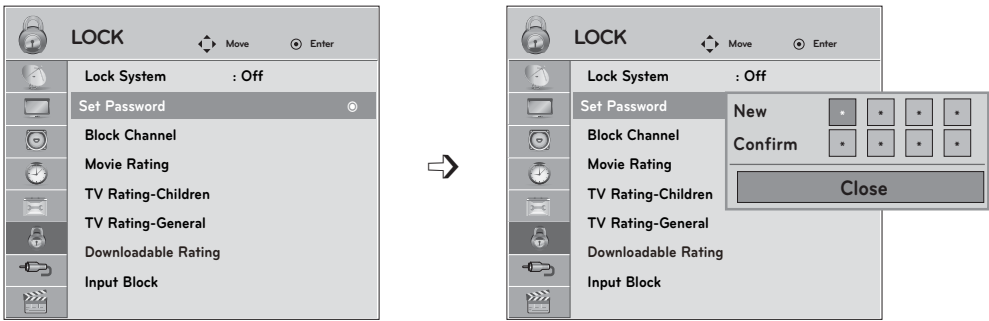 LOCK Move Enter
Lock System : Off
Set Password
Block Channel
Movie Rating
TV Rating-Children
TV Rating-General
Downloadable Rating
Input Block
LOCK Move Enter
Lock System : Off
Set Password
Block Channel
Movie Rating
TV Rating-Children
TV Rating-General
Downloadable Rating
Input Block
New * * * *
Confirm * * * *
Close